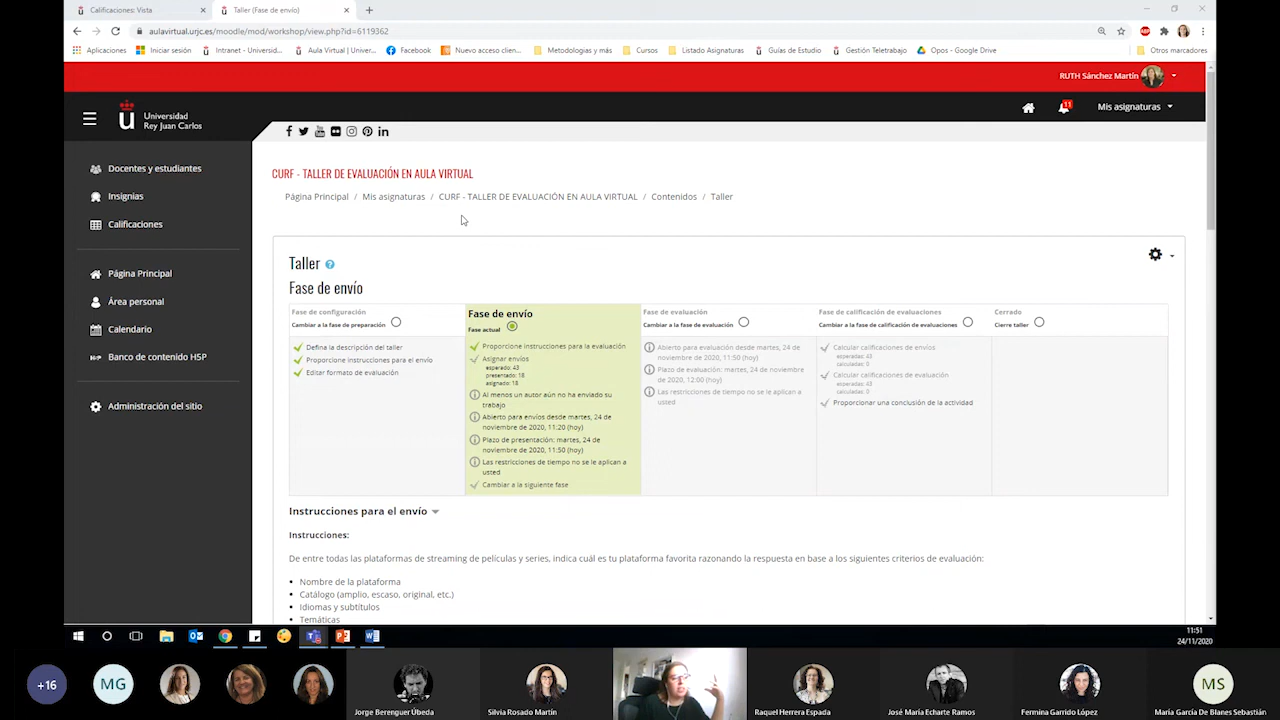 Calificaciones: Vista
Taller (Fase de envío)
aulavirtual.urjc.es/moodle/mod/workshop/view.php?id=6119362
Aplicaciones
Iniciar sesión
Intranet - Universid...
Aula Virtual | Univer...
Facebook
Nuevo acceso clien...
Metodologias y más
Cursos
Listado Asignaturas
Guías de Estudio
Gestión Teletrabajo
Opos - Google Drive
Otros marcadores
RUTH Sánchez Martín
Universidad
Rey Juan Carlos
11
Mis asignaturas
Docentes y estudiantes
Insignias
Calificaciones
Página Principal
Área personal
Calendario
Banco de contenido H5P
Administración del sitio
CURF - TALLER DE EVALUACIÓN EN AULA VIRTUAL
Página Principal / Mis asignaturas / CURF - TALLER DE EVALUACIÓN EN AULA VIRTUAL / Contenidos / Taller
Taller
Fase de envío
Fase de configuración
Cambiar a la fase de preparación
Defina la descripción del taller
Proporcione instrucciones para el envío
Editar formato de evaluación
Fase de envío
Fase actual
Proporcione instrucciones para la evaluación
Asignar envíos
esperado: 43
presentado: 18
asignado: 18
Al menos un autor aún no ha enviado su
trabajo
Abierto para envíos desde martes, 24 de
noviembre de 2020, 11:20 (hoy)
Plazo de presentación: martes, 24 de
noviembre de 2020, 11:50 (hoy)
Las restricciones de tiempo no se le aplican a
usted
Cambiar a la siguiente fase
Fase de evaluación
Cambiar a la fase de evaluación
Abierto para evaluación desde martes, 24 de
noviembre de 2020, 11:50 (hoy)
Plazo de evaluación: martes, 24 de noviembre
de 2020, 12:00 (hoy)
Las restricciones de tiempo no se le aplican a
usted
Fase de calificación de evaluaciones
Cambiar a la fase de calificación de evaluaciones
Calcular calificaciones de envíos
esperadas: 43
calculadas: 0
Calcular calificaciones de evaluación
esperadas: 43
calculadas: 0
Proporcionar una conclusión de la actividad
Cerrado
Cierre taller
Instrucciones para el envío
Instrucciones:
De entre todas las plataformas de streaming de películas y series, indica cuál es tu plataforma favorita razonando la respuesta en base a los siguientes criterios de evaluación:
Nombre de la plataforma
Catálogo (amplio, escaso, original, etc.)
Idiomas y subtítulos
Temáticas
11:51
24/11/2020
+16
MG
Jorge Berenguer Úbeda
Silvia Rosado Martín
Raquel Herrera Espada
José María Echarte Ramos
Fermina Garrido López
MS
María García De Blanes Sebastián